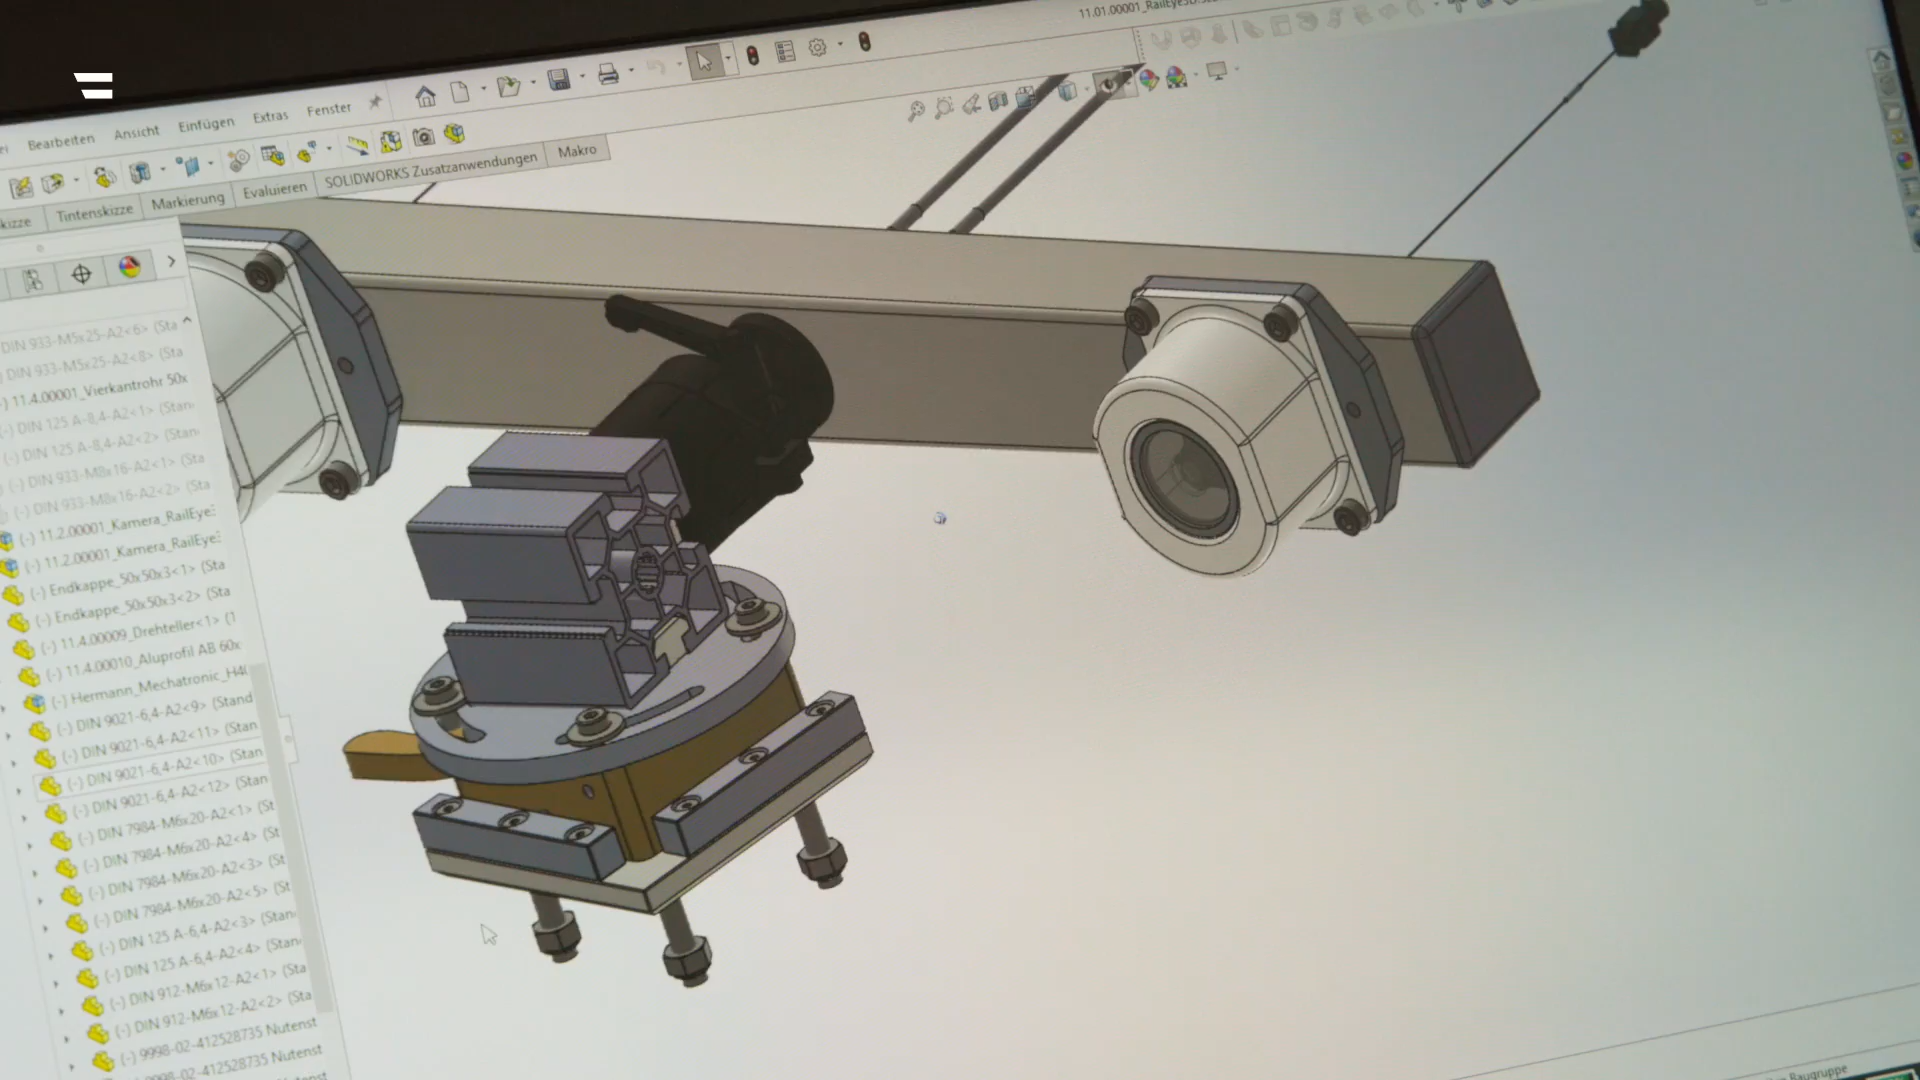 11.01.00001_RailEye3D.
Bearbeiten Ansicht Einfügen Extras Fenster
kizze Tintenskizze Markierung Evaluieren SOLIDWORKS Zusatzanwendungen Makro
DIN 933-M5x25-A2<6> (Sta
) DIN 933-M5x25-A2<8> (Sta
-) 11.4.00001_Vierkantrohr 50x
(-) DIN 125 A-8,4-A2<1> (Stan
(-) DIN 125 A-8,4-A2<2> (Stan
(-) DIN 933-M8x16-A2<1> (Sta
(-) DIN 933-M8x16-A2<2> (Sta
(-) 11.2.00001_Kamera_RailEye
(-) 11.2.00001_Kamera_RailEye
(-) Endkappe_50x50x3<1> (Sta
(-) Endkappe_50x50x3<2> (Sta
(-) 11.4.00009_Drehteller<1> (1
(-) 11.4.00010_Aluprofil AB 60x
(-) Hermann_Mechatronic_H4
(-) DIN 9021-6,4-A2<9> (Stand
(-) DIN 9021-6,4-A2<11> (Stan
(-) DIN 9021-6,4-A2<10> (Stan
(-) DIN 9021-6,4-A2<12> (Stan
(-) DIN 7984-M6x20-A2<1> (St
(-) DIN 7984-M6x20-A2<4> (St
(-) DIN 7984-M6x20-A2<3> (St
(-) DIN 7984-M6x20-A2<5> (St
(-) DIN 125 A-6,4-A2<3> (Stan
(-) DIN 125 A-6,4-A2<4> (Stan
(-) DIN 912-M6x12-A2<1> (Sta
(-) DIN 912-M6x12-A2<2> (Sta
(-) 9998-02-412528735 Nutenst
9998-02-412528735 Nutenst
Baugruppe